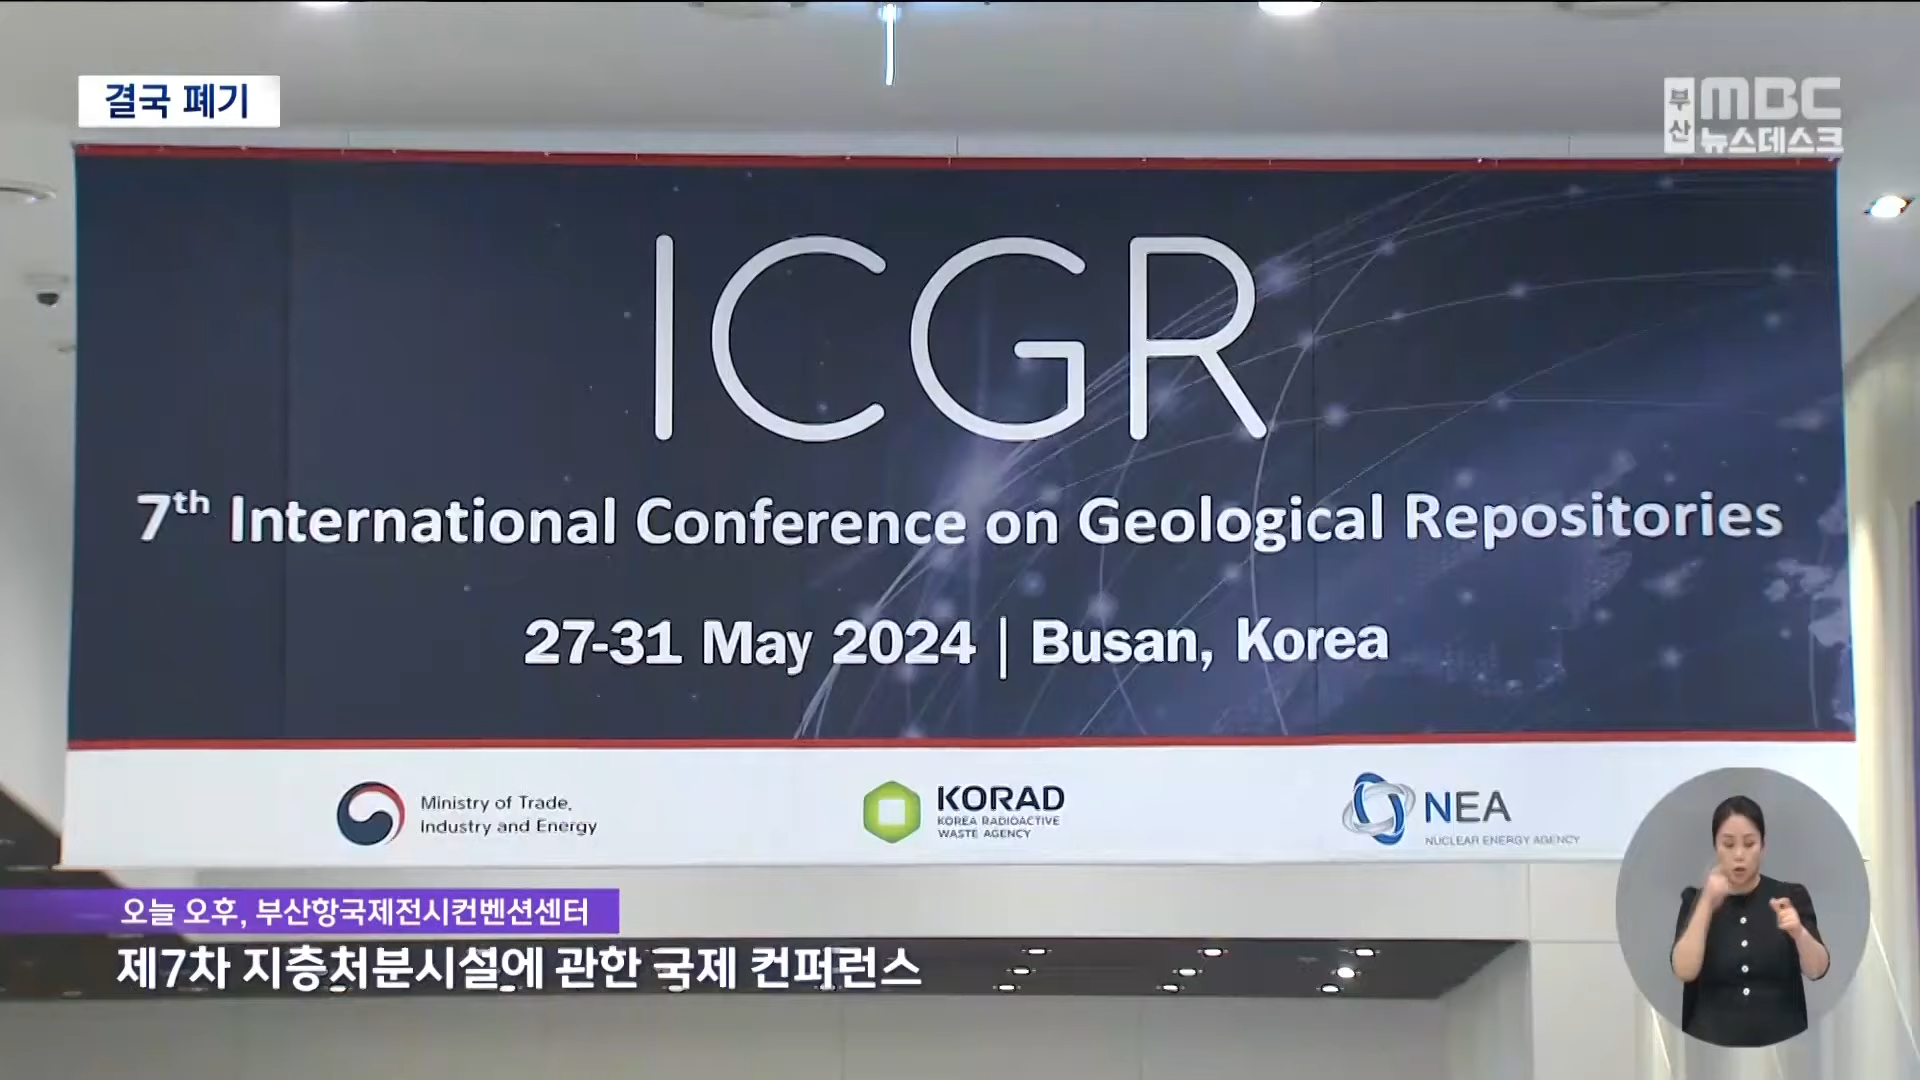 결국 폐기
부산
MBC
뉴스데스크
ICGR
7th International Conference on Geological Repositories
27-31 May 2024 | Busan, Korea
Ministry of Trade,
Industry and Energy
KORAD
KOREA RADIOACTIVE
WASTE AGENCY
NEA
NUCLEAR ENERGY AGENCY
오늘 오후, 부산항국제전시컨벤션센터
제7차 지층처분시설에 관한 국제 컨퍼런스